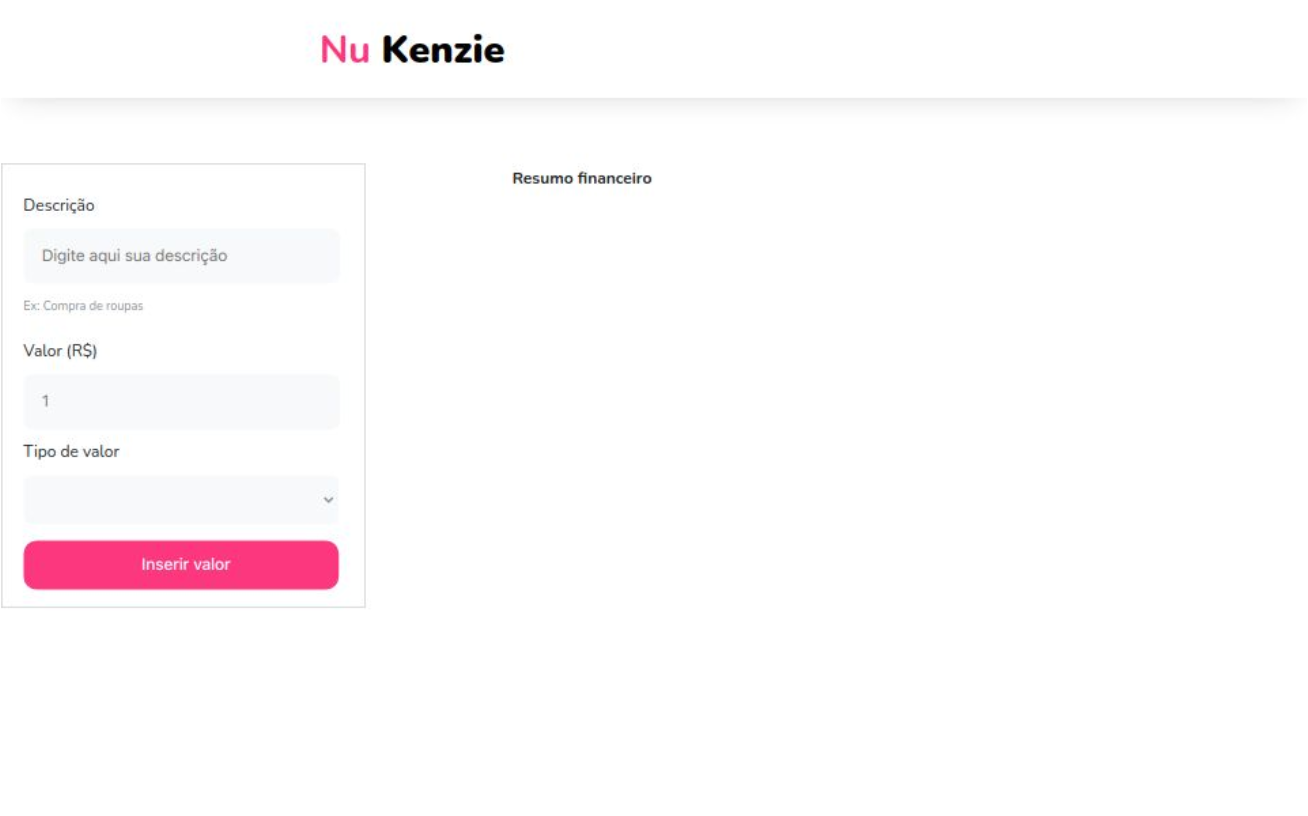 Nu Kenzie
Descrição
Digite aqui sua descrição
Ex: Compra de roupas
Valor (R$)
1
Tipo de valor
Inserir valor
Resumo financeiro